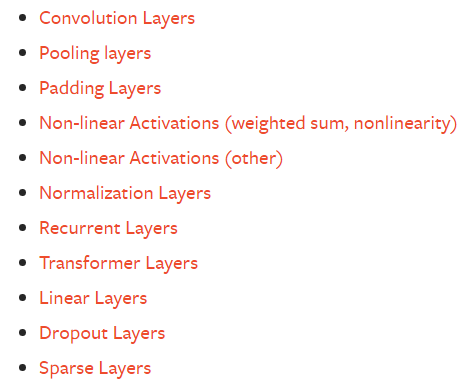 Convolution Layers
Pooling layers
Padding Layers
Non-linear Activations (weighted sum, nonlinearity)
Non-linear Activations (other)
Normalization Layers
Recurrent Layers
Transformer Layers
Linear Layers
Dropout Layers
Sparse Layers